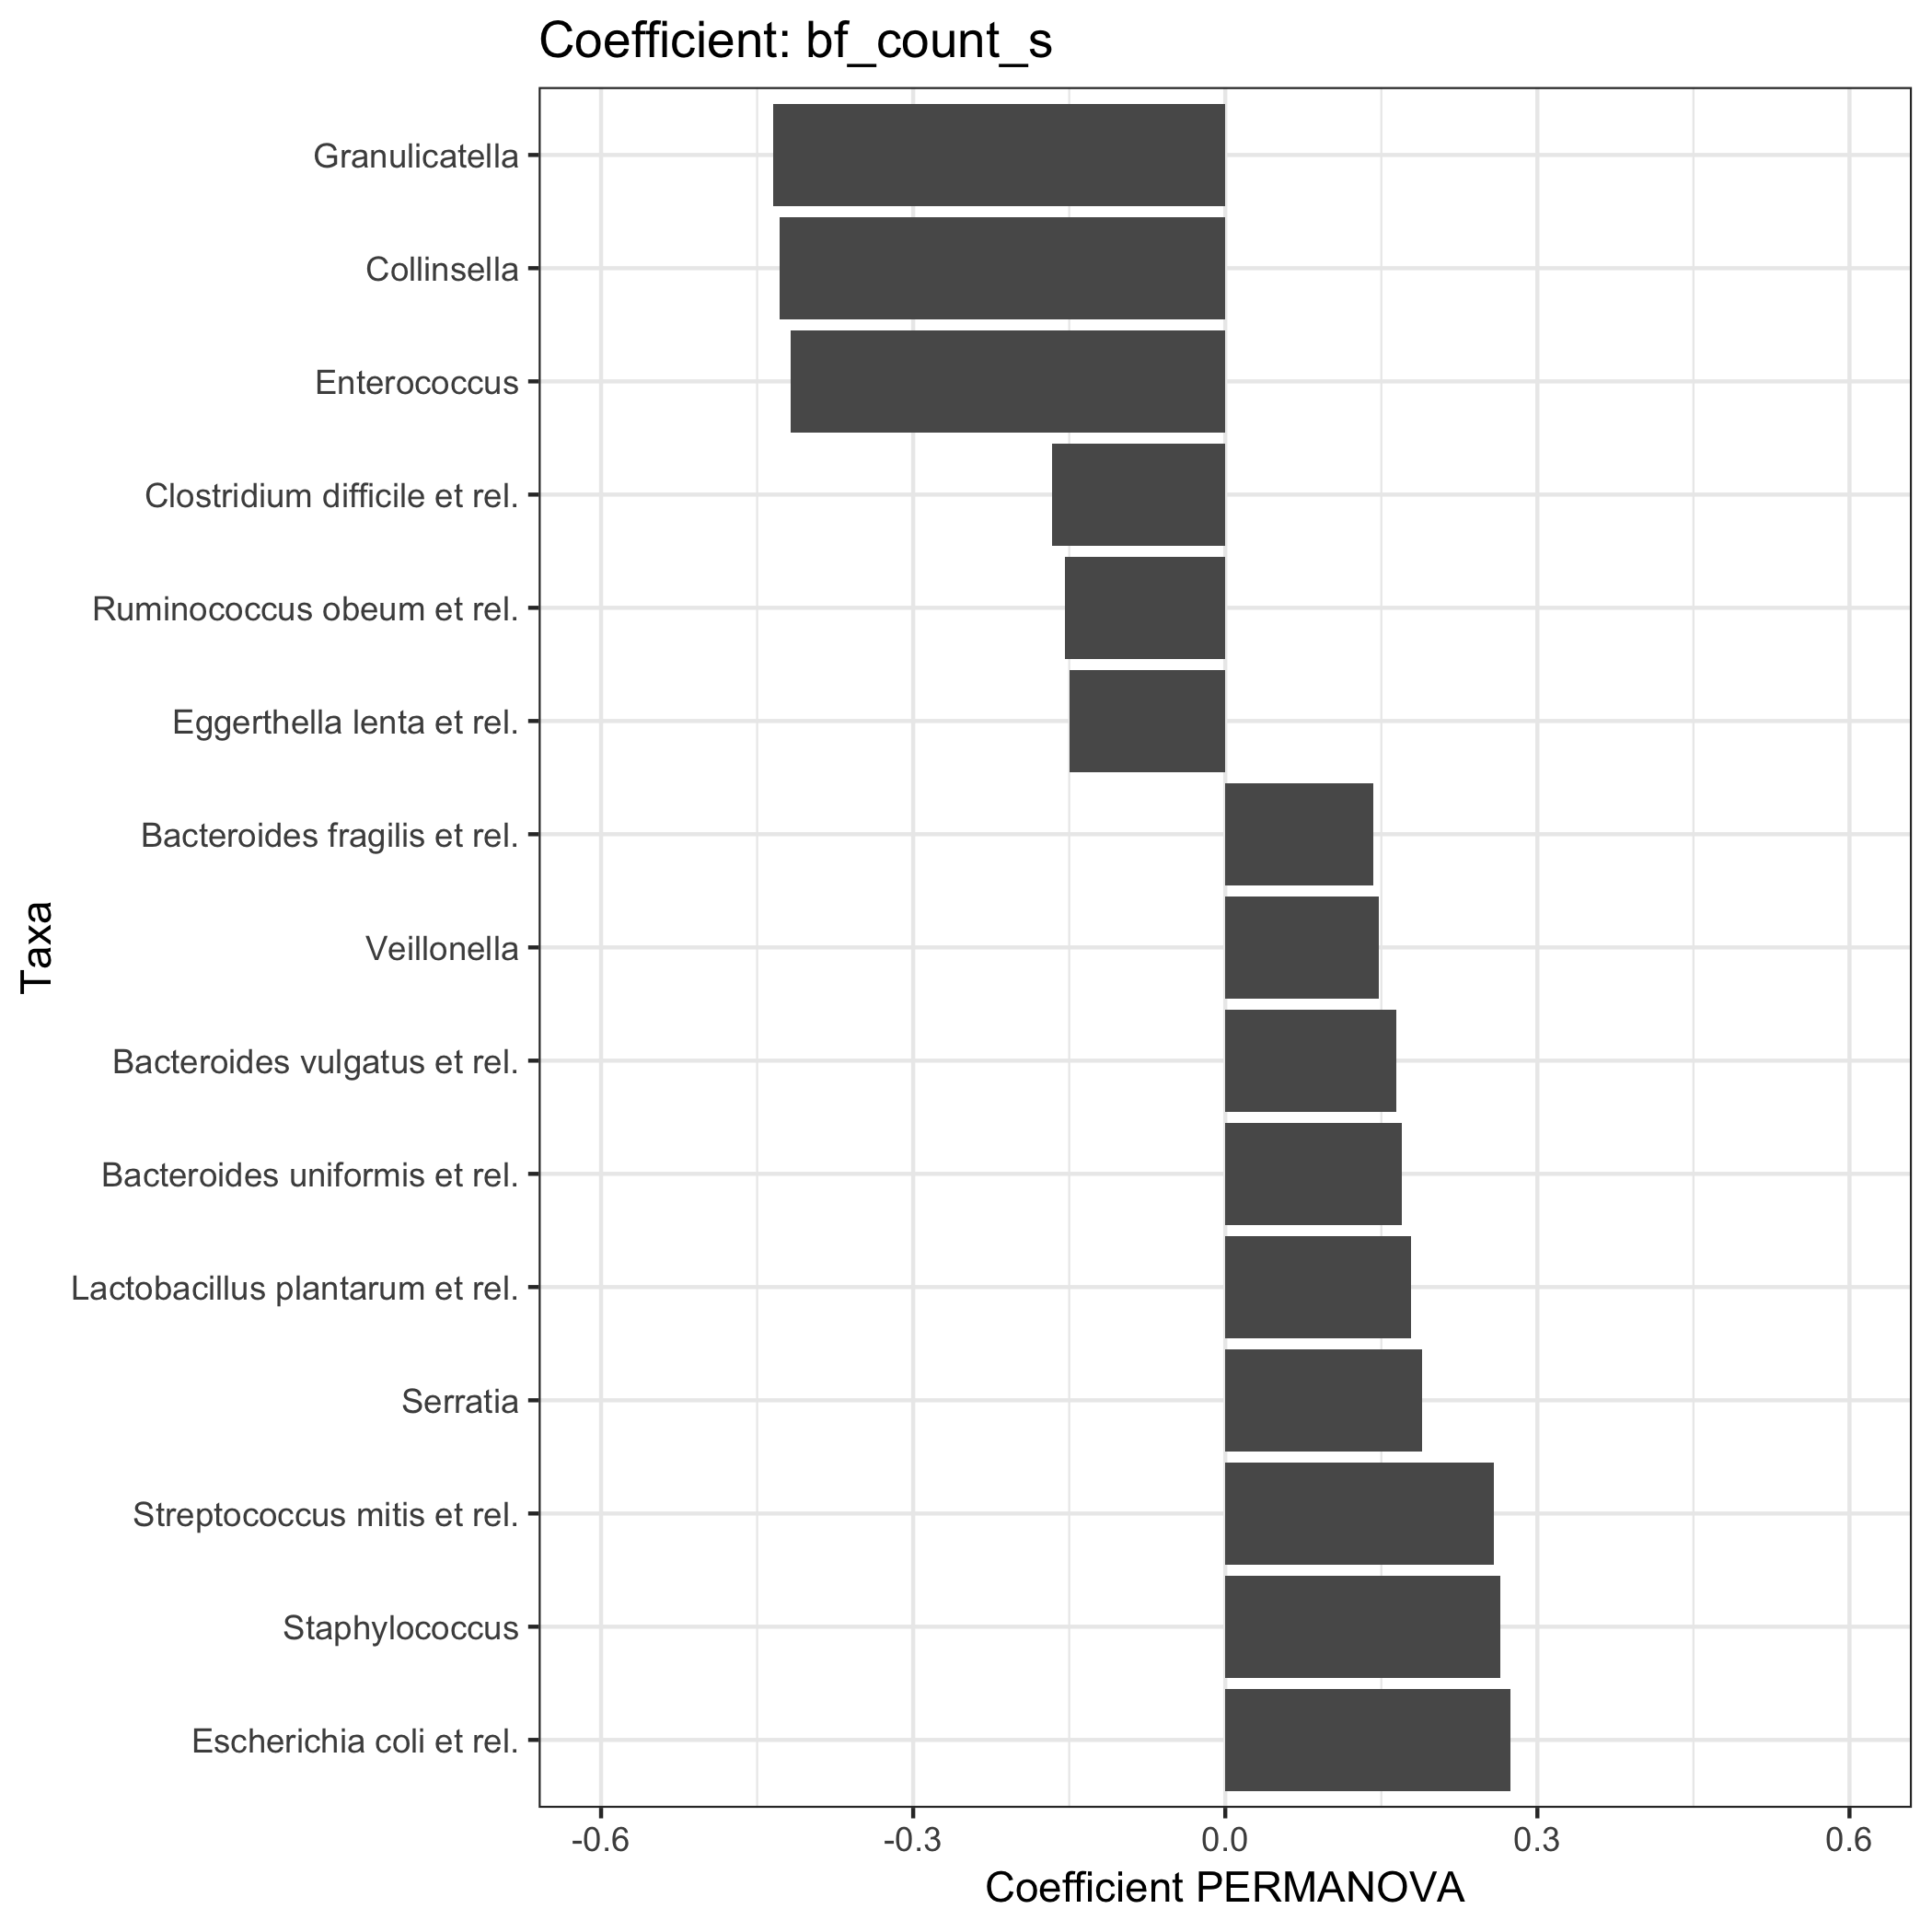 Coefficient: bf_count_s
Granulicatella
Collinsella
Enterococcus
Clostridium difficile et rel.
Ruminococcus obeum et rel.
Eggerthella lenta et rel.
Bacteroides fragilis et rel.
Veillonella
Bacteroides vulgatus et rel.
Bacteroides uniformis et rel.
Lactobacillus plantarum et rel.
Serratia
Streptococcus mitis et rel.
Staphylococcus
Escherichia coli et rel.
Taxa
-0.6 -0.3 0.0 0.3 0.6
Coefficient PERMANOVA